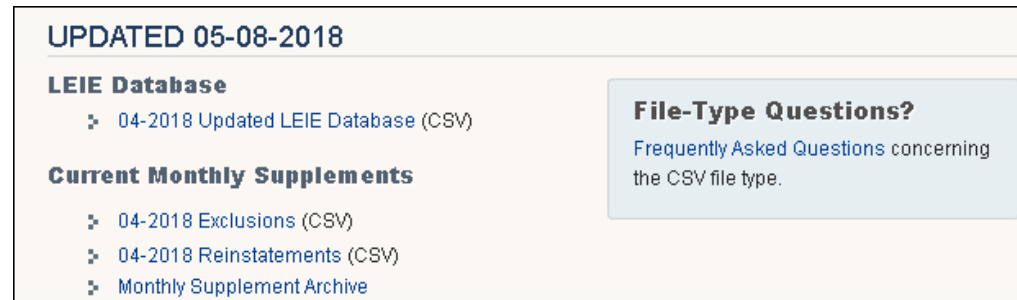 UPDATED 05-08-2018
LEIE Database
04-2018 Updated LEIE Database (CSV)
Current Monthly Supplements
04-2018 Exclusions (CSV)
04-2018 Reinstatements (CSV)
Monthly Supplement Archive
File-Type Questions?
Frequently Asked Questions concerning
the CSV file type.